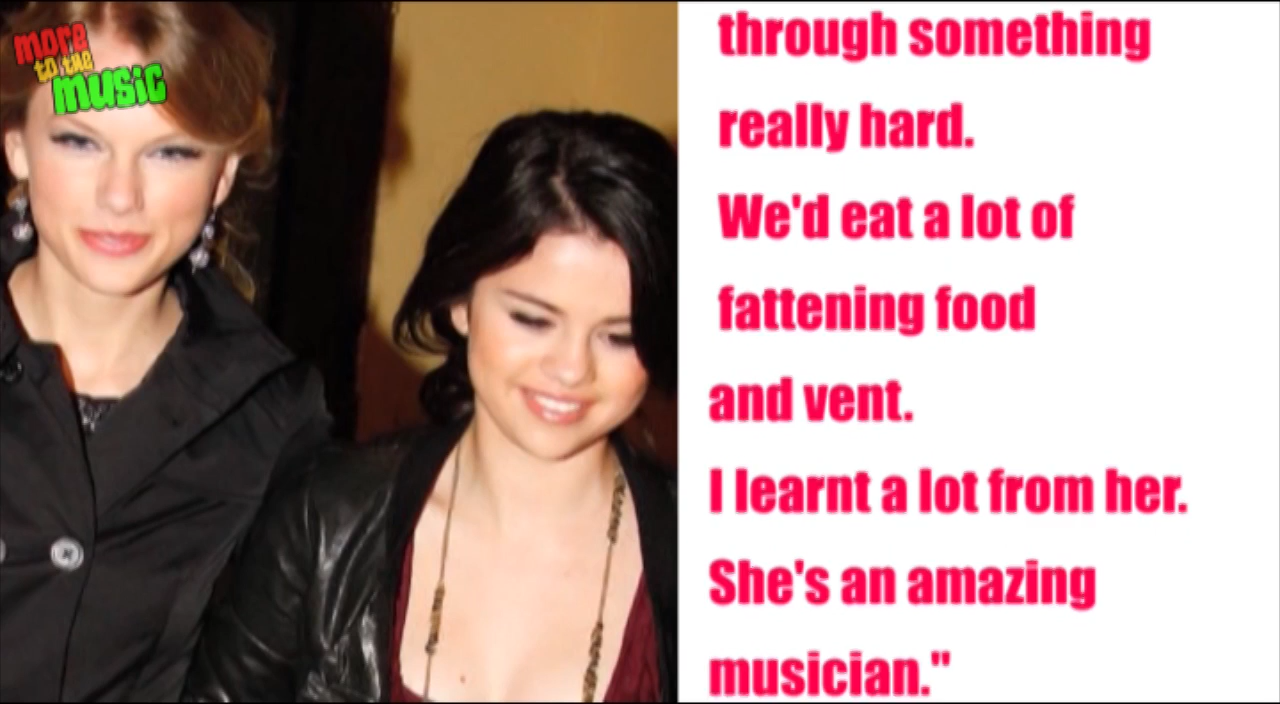 more
to the
music
through something
really hard.
We'd eat a lot of
fattening food
and vent.
I learnt a lot from her.
She's an amazing
musician."